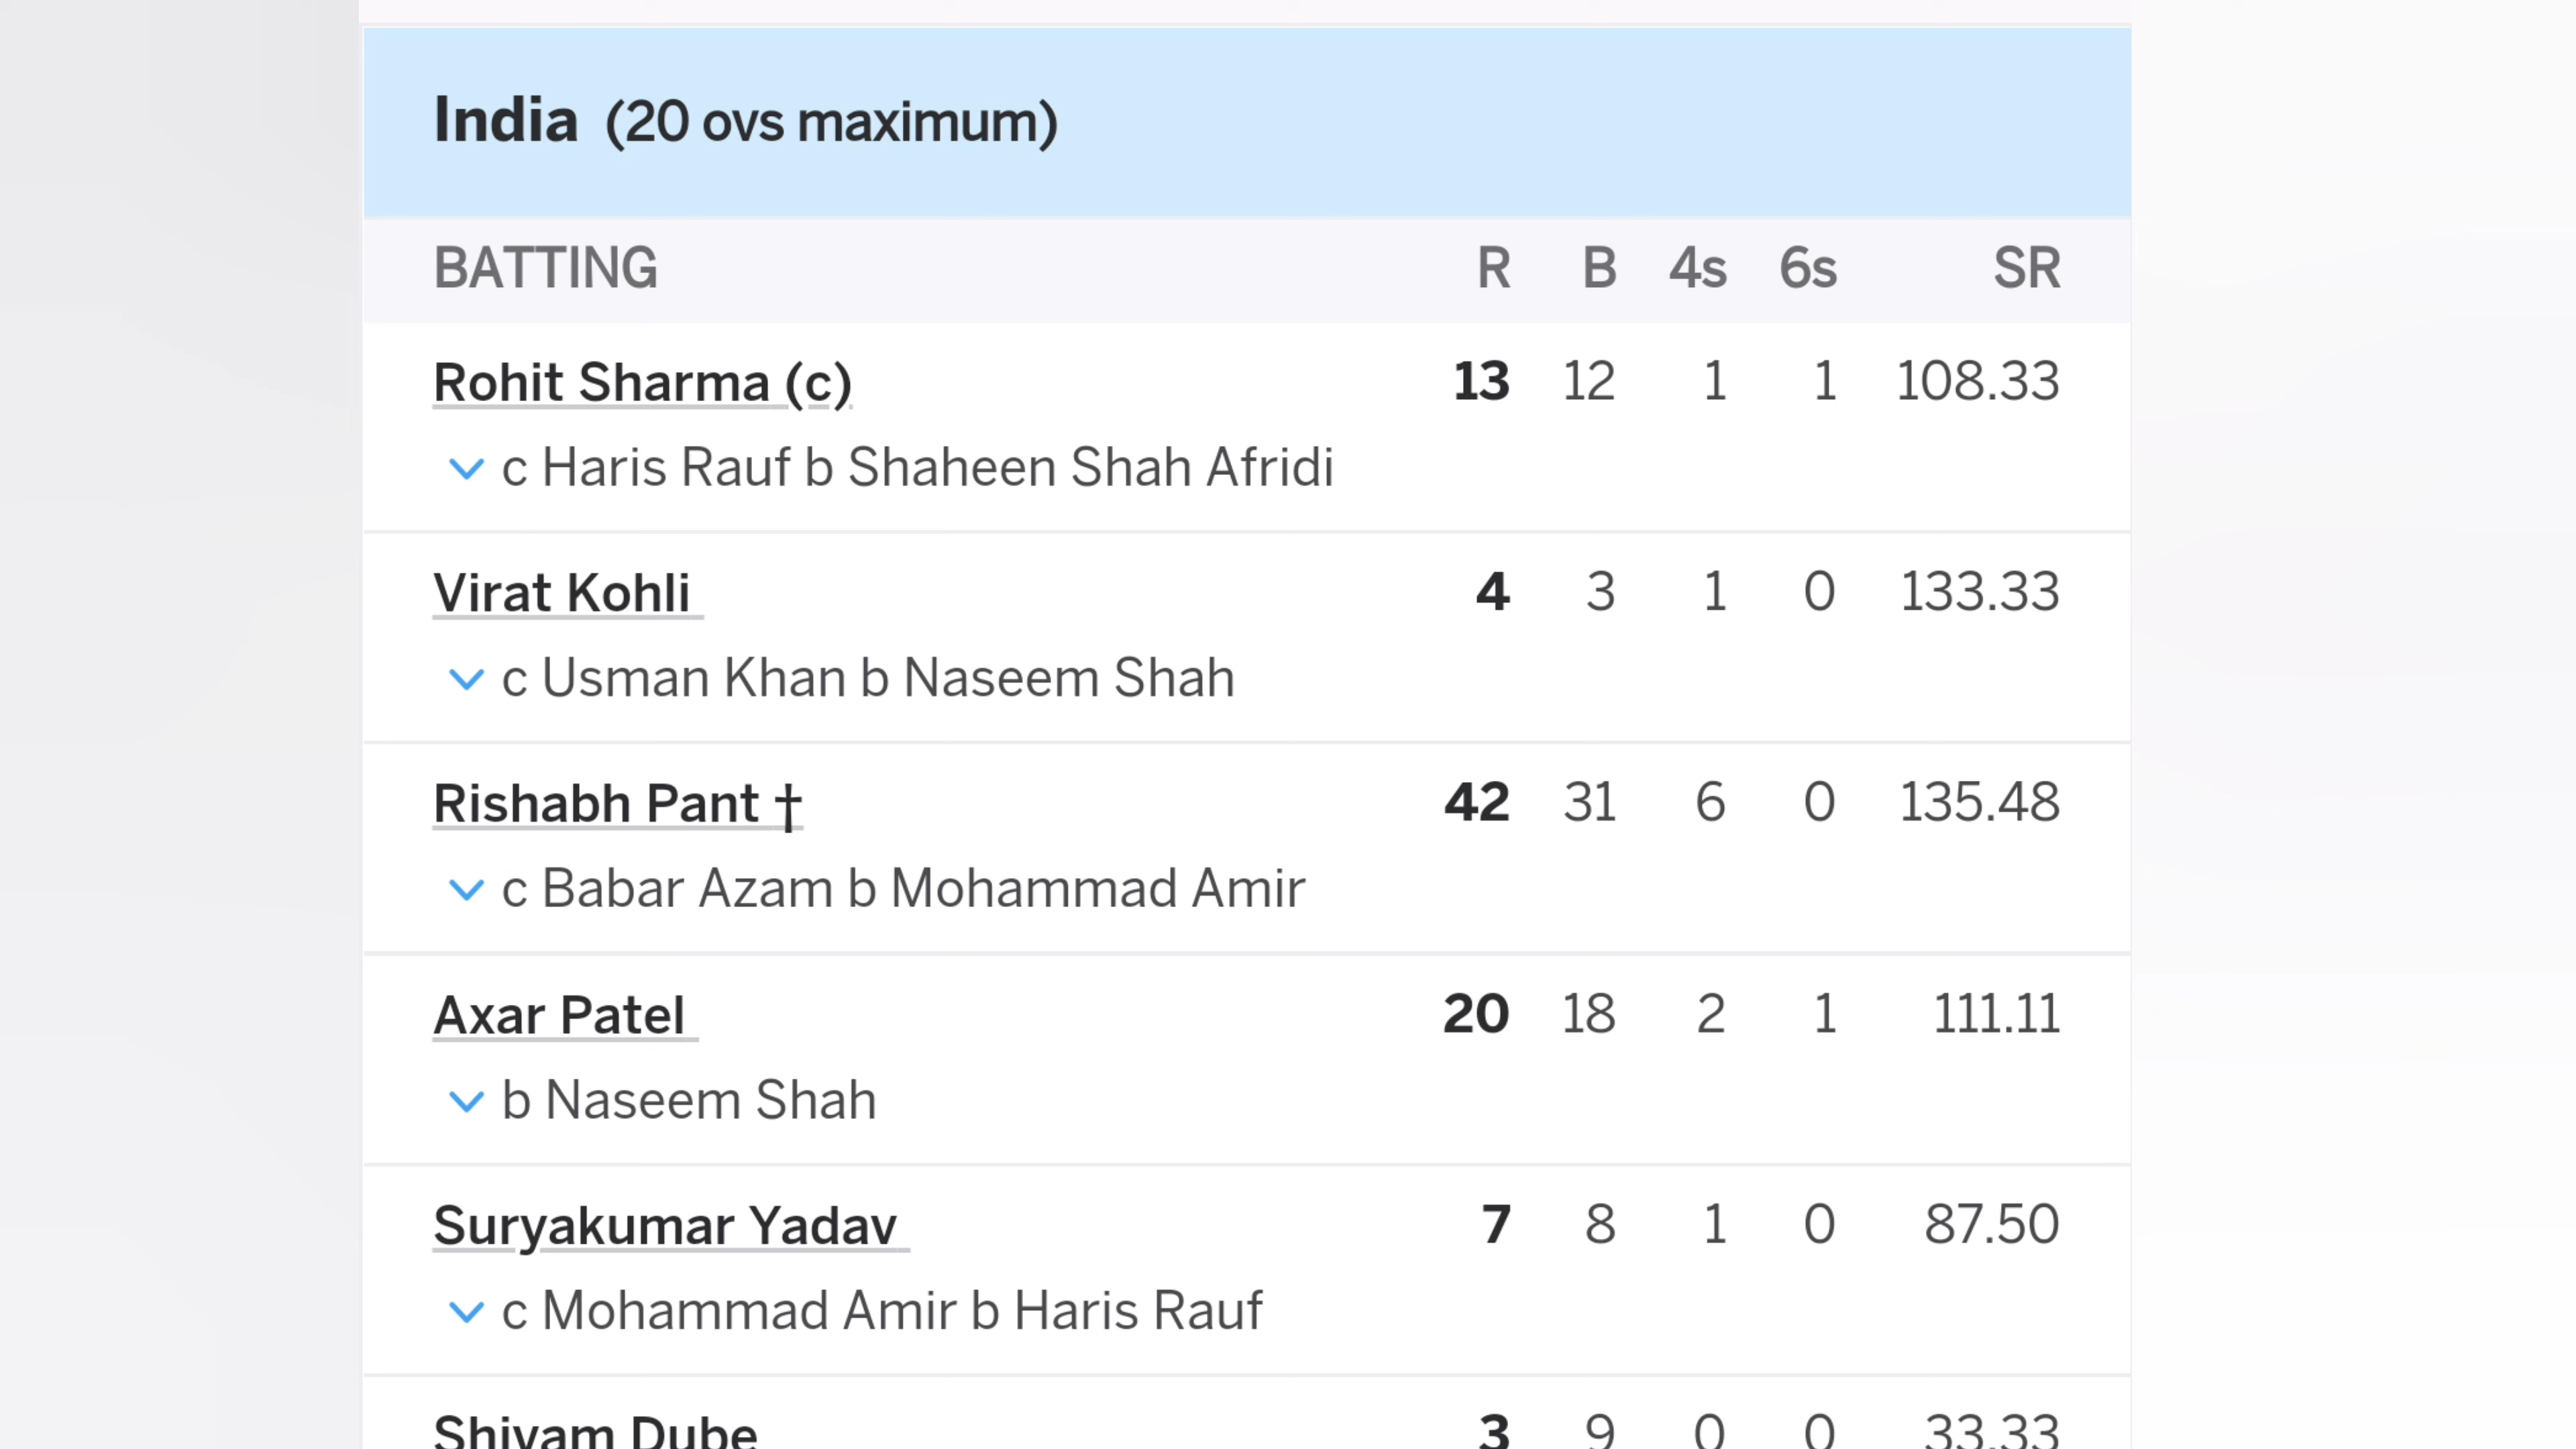 India (20 ovs maximum)
BATTING R B 4s 6s SR
Rohit Sharma (c) 13 12 1 1 108.33
c Haris Rauf b Shaheen Shah Afridi
Virat Kohli 4 3 1 0 133.33
c Usman Khan b Naseem Shah
Rishabh Pant † 42 31 6 0 135.48
c Babar Azam b Mohammad Amir
Axar Patel 20 18 2 1 111.11
b Naseem Shah
Suryakumar Yadav 7 8 1 0 87.50
c Mohammad Amir b Haris Rauf
Shivam Dube 3 9 0 0 33.33